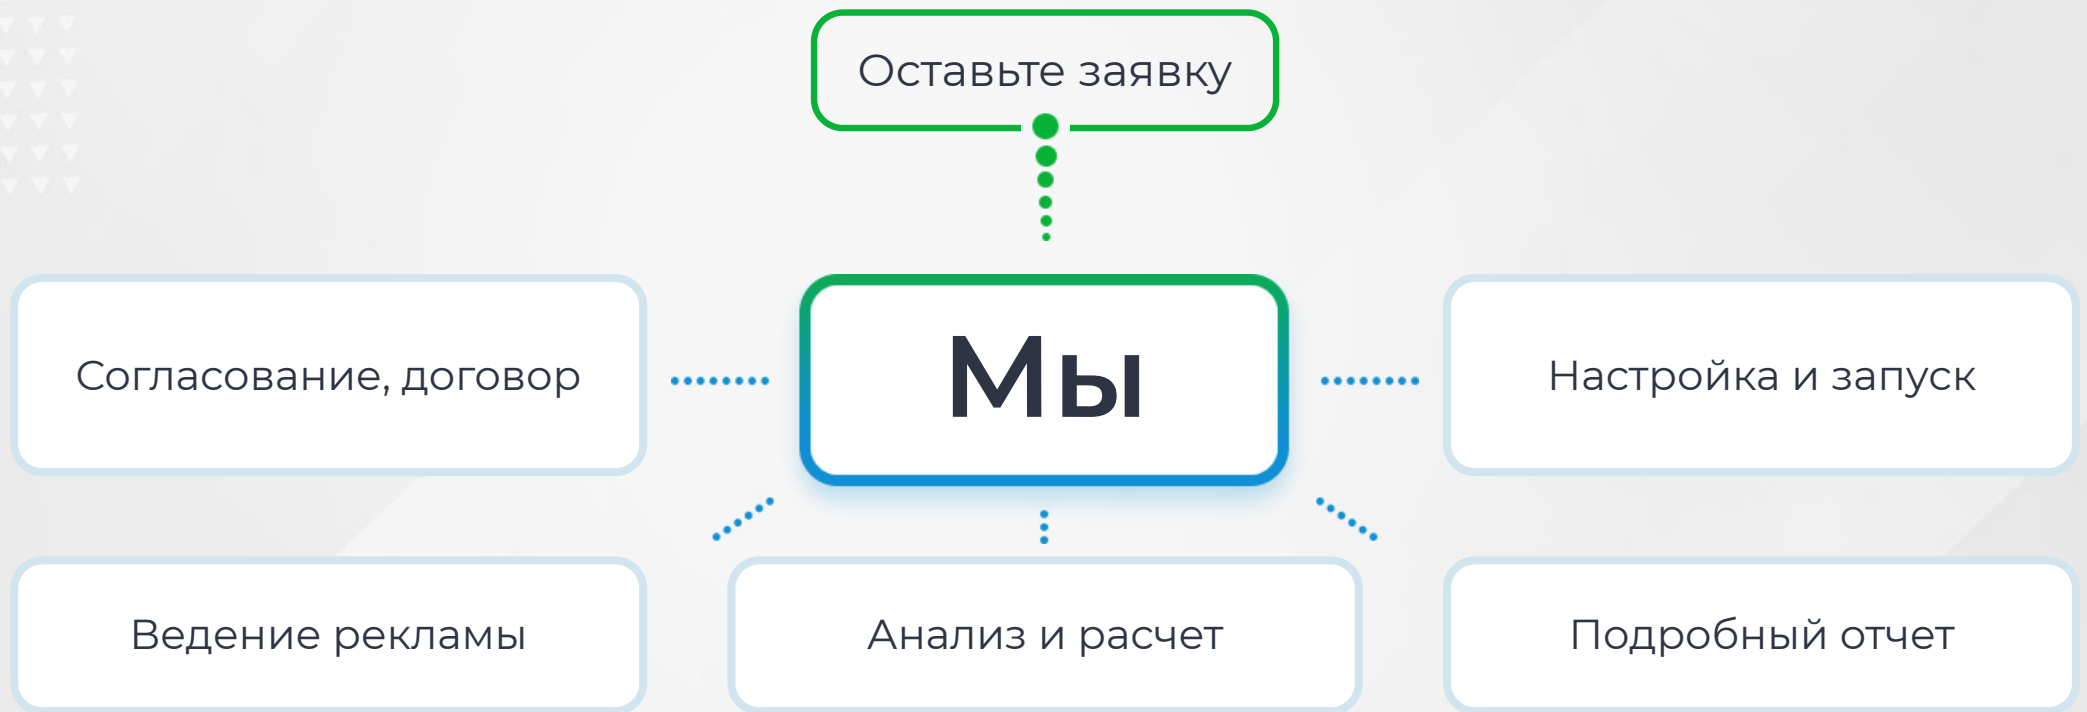 Оставьте заявку
Согласование, договор
Мы
Настройка и запуск
Ведение рекламы
Анализ и расчет
Подробный отчет